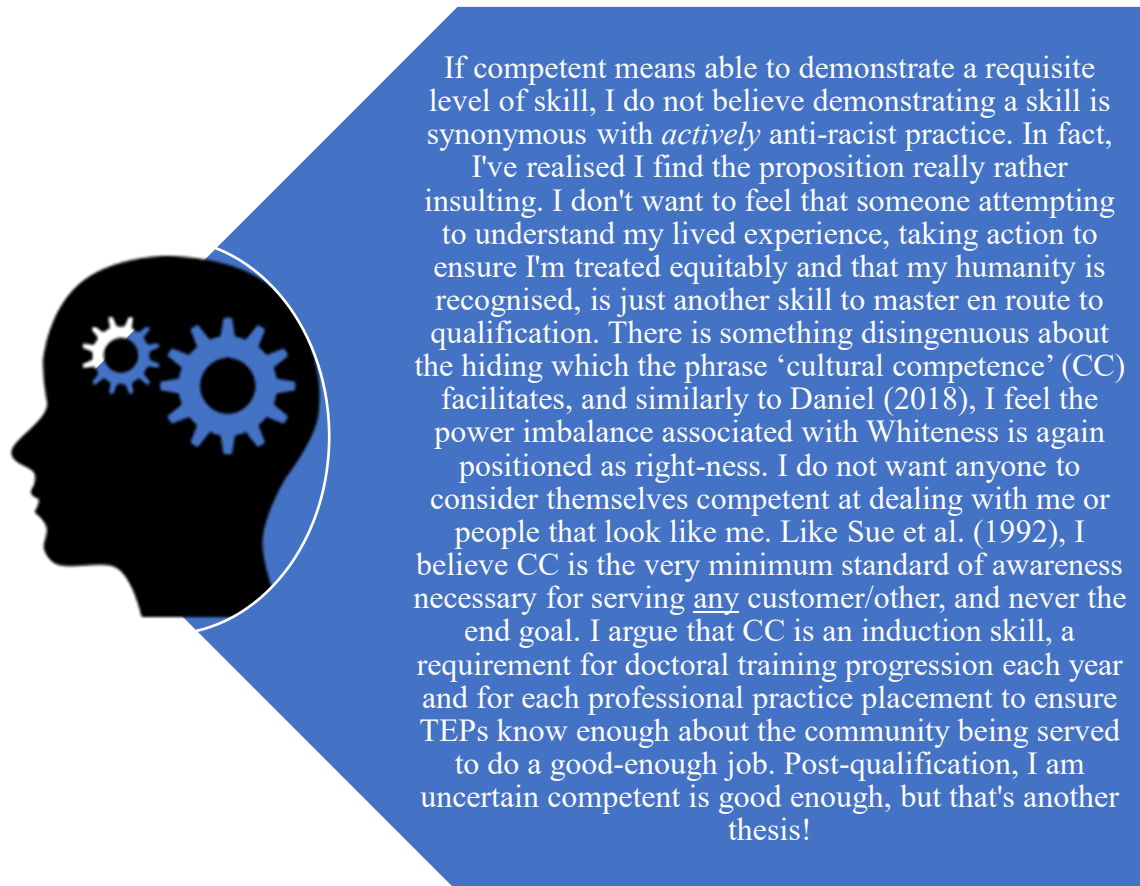 If competent means able to demonstrate a requisite
level of skill, I do not believe demonstrating a skill is
synonymous with actively anti-racist practice. In fact,
I've realised I find the proposition really rather
insulting. I don't want to feel that someone attempting
to understand my lived experience, taking action to
ensure I'm treated equitably and that my humanity is
recognised, is just another skill to master en route to
qualification. There is something disingenuous about
the hiding which the phrase ‘cultural competence’ (CC)
facilitates, and similarly to Daniel (2018), I feel the
power imbalance associated with Whiteness is again
positioned as right-ness. I do not want anyone to
consider themselves competent at dealing with me or
people that look like me. Like Sue et al. (1992), I
believe CC is the very minimum standard of awareness
necessary for serving any customer/other, and never the
end goal. I argue that CC is an induction skill, a
requirement for doctoral training progression each year
and for each professional practice placement to ensure
TEPs know enough about the community being served
to do a good-enough job. Post-qualification, I am
uncertain competent is good enough, but that's another
thesis!